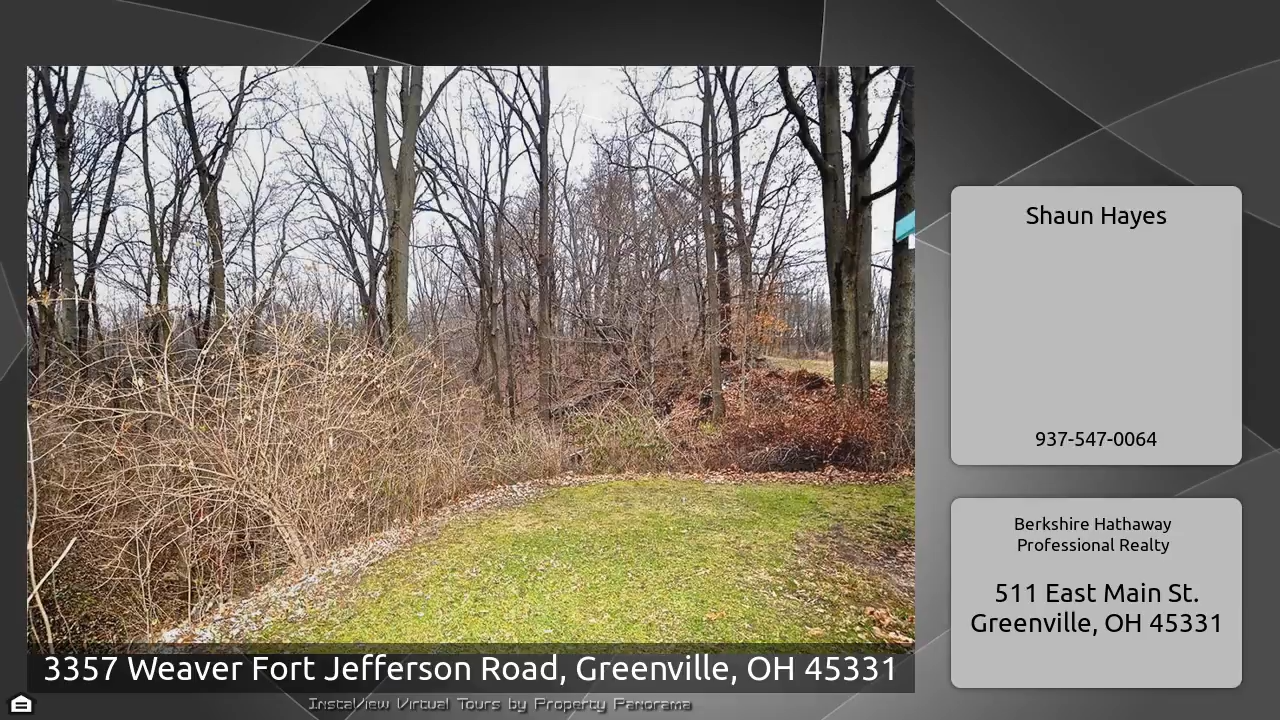 Shaun Hayes
937-547-0064
Berkshire Hathaway
Professional Realty
511 East Main St.
Greenville, OH 45331
3357 Weaver Fort Jefferson Road, Greenville, OH 45331
InstaView Virtual Tours by Property Panorama